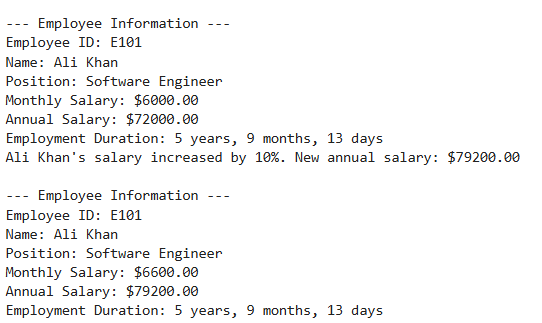 --- Employee Information ---
Employee ID: E101
Name: Ali Khan
Position: Software Engineer
Monthly Salary: $6000.00
Annual Salary: $72000.00
Employment Duration: 5 years, 9 months, 13 days
Ali Khan's salary increased by 10%. New annual salary: $79200.00
--- Employee Information ---
Employee ID: E101
Name: Ali Khan
Position: Software Engineer
Monthly Salary: $6600.00
Annual Salary: $79200.00
Employment Duration: 5 years, 9 months, 13 days